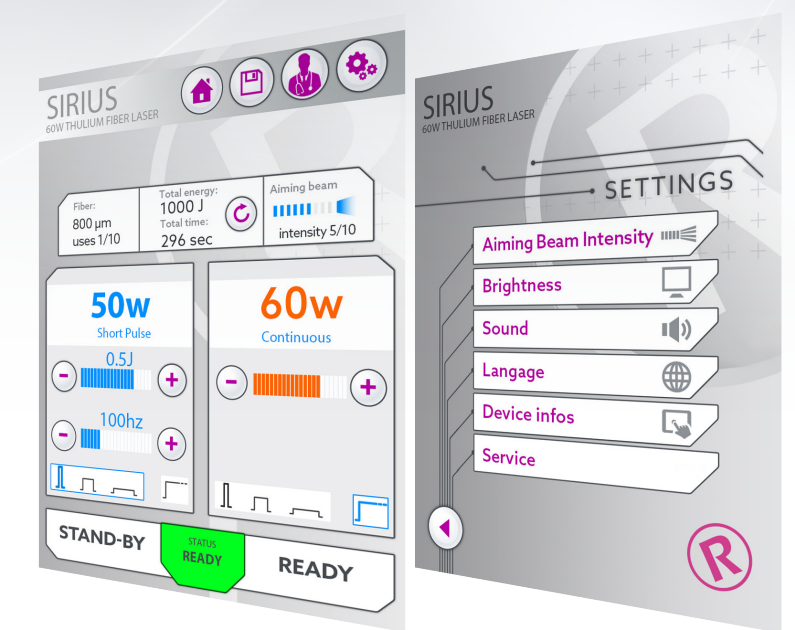 SIRIUS
60W THULIUM FIBER LASER
Fiber:
800 µm
uses 1/10
Total energy:
1000 J
Total time:
296 sec
Aiming beam
intensity 5/10
50w
Short Pulse
0.5J
100hz
60w
Continuous
STAND-BY
STATUS
READY
READY
SIRIUS
60W THULIUM FIBER LASER
SETTINGS
Aiming Beam Intensity
Brightness
Sound
Langage
Device infos
Service
R